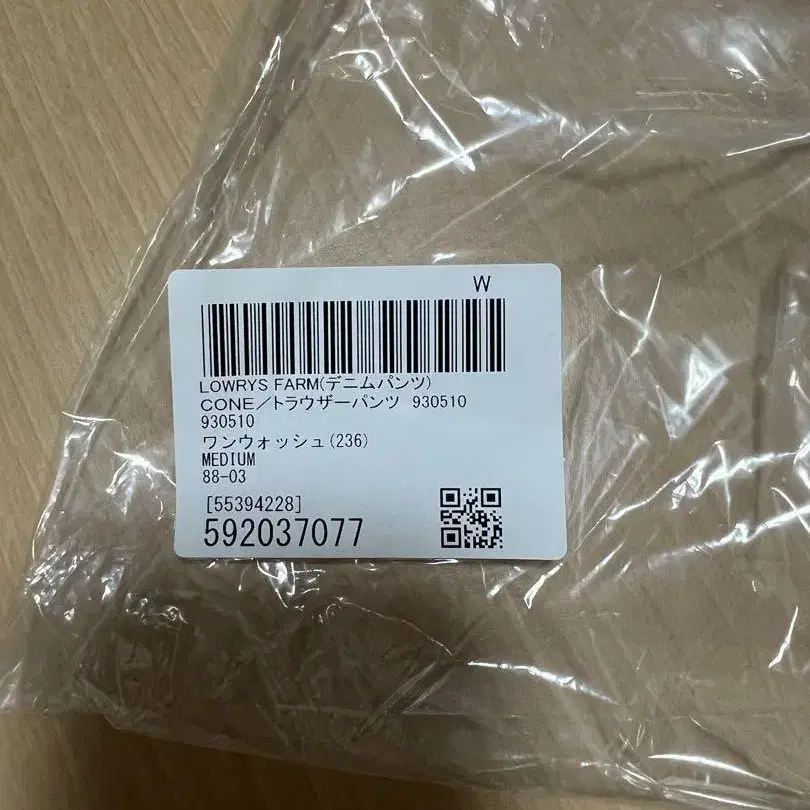 W
LOWRYS FARM(デニムパンツ)
CONE／トラウザーパンツ 930510
930510
ワンウォッシュ(236)
MEDIUM
88-03
[55394228]
592037077